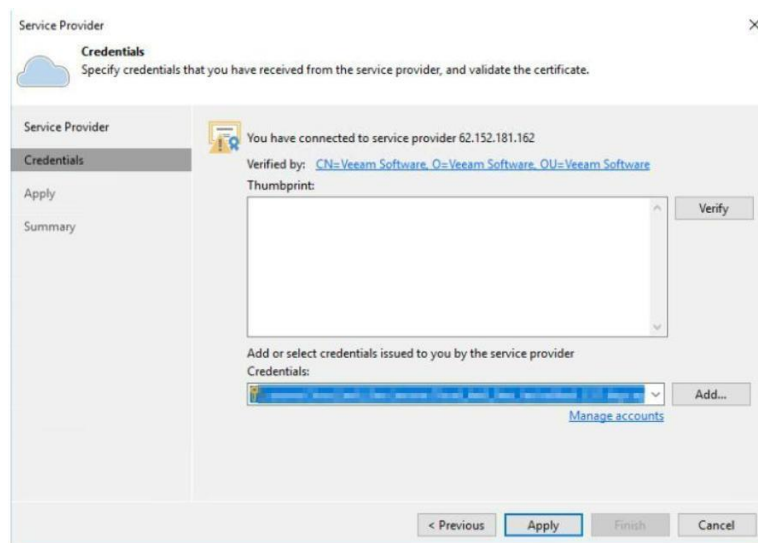 Service Provider
Credentials
Specify credentials that you have received from the service provider, and validate the certificate.
Service Provider
Credentials
Apply
Summary
You have connected to service provider 62.152.181.162
Verified by: CN=Veeam Software, O=Veeam Software, OU=Veeam Software
Thumbprint:
Verify
Add or select credentials issued to you by the service provider
Credentials:
Add...
Manage accounts
< Previous Apply Finish Cancel